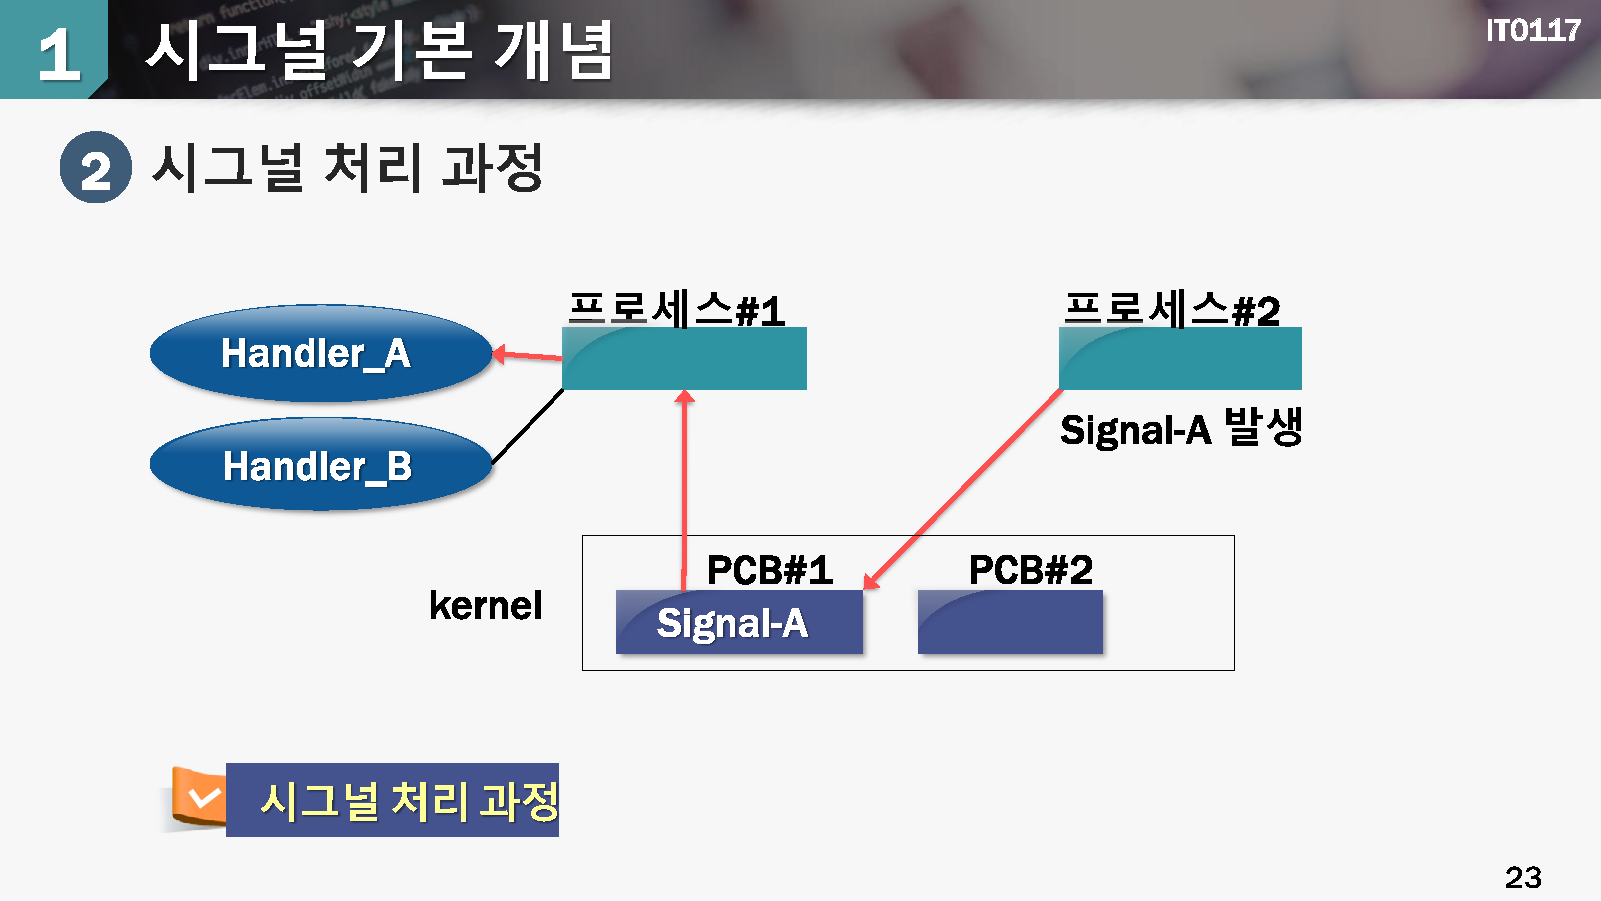 1 시그널 기본 개념
IT0117
2 시그널 처리 과정
프로세스#1
프로세스#2
Handler_A
Signal-A 발생
Handler_B
PCB#1
PCB#2
kernel
Signal-A
시그널 처리 과정
23